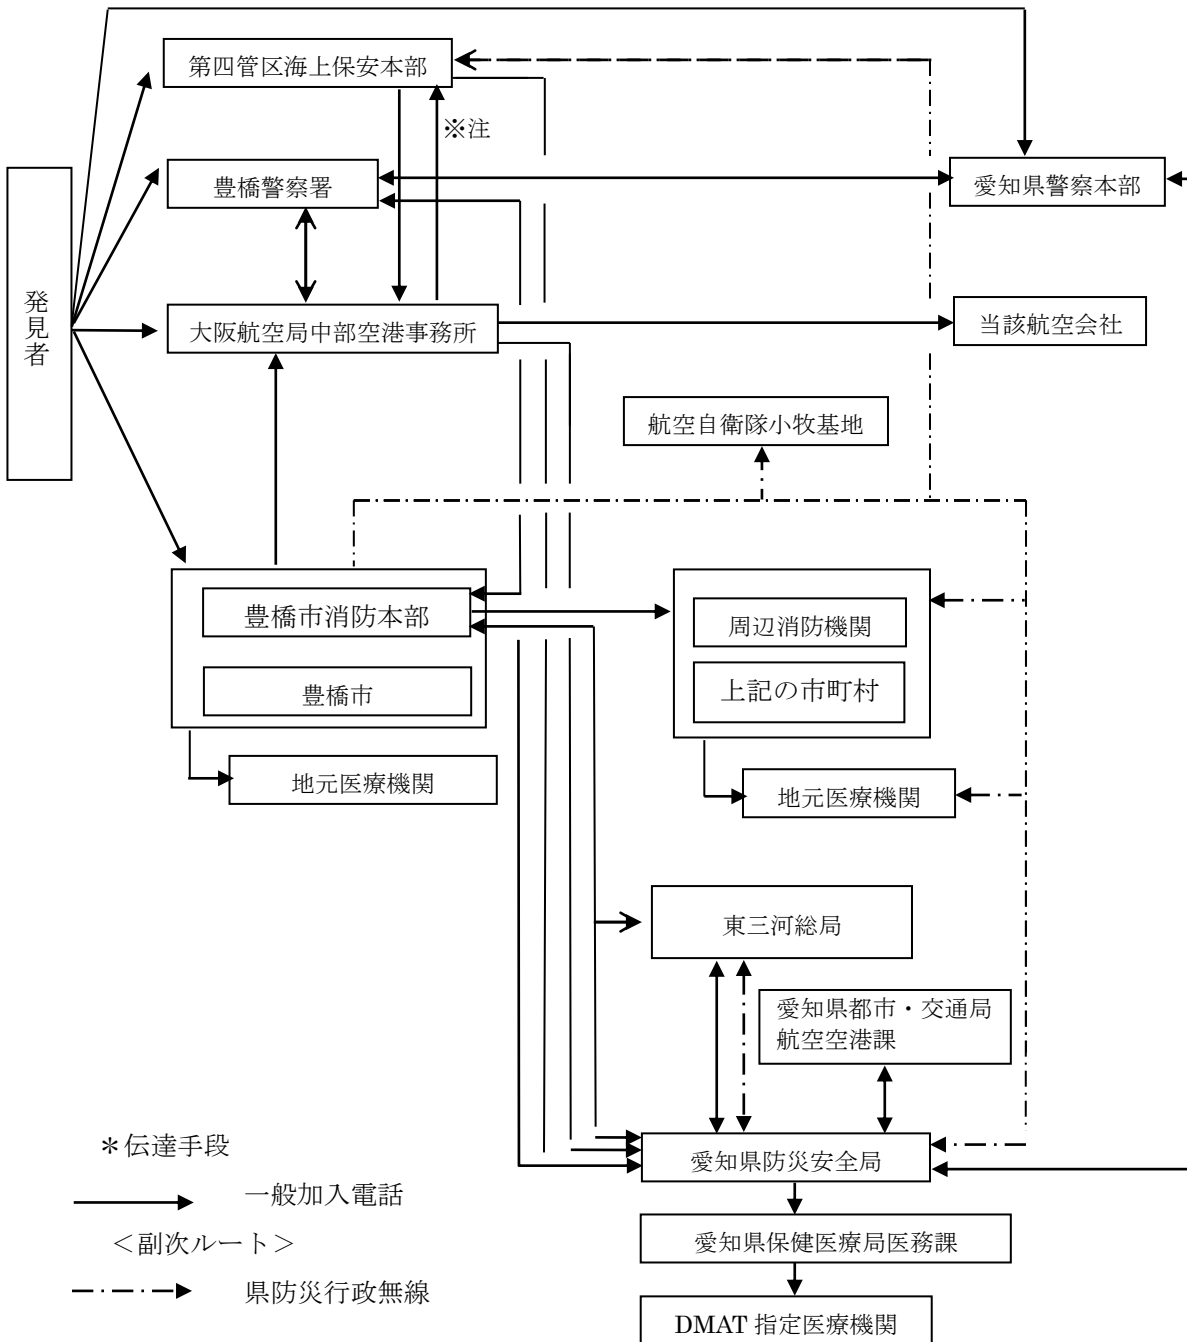 第四管区海上保安本部
※注
豊橋警察署
愛知県警察本部
発見者
大阪航空局中部空港事務所
当該航空会社
航空自衛隊小牧基地
豊橋市消防本部
周辺消防機関
豊橋市
上記の市町村
地元医療機関
地元医療機関
東三河総局
愛知県都市・交通局
航空空港課
＊伝達手段
愛知県防災安全局
一般加入電話
＜副次ルート＞
愛知県保健医療局医務課
県防災行政無線
DMAT 指定医療機関